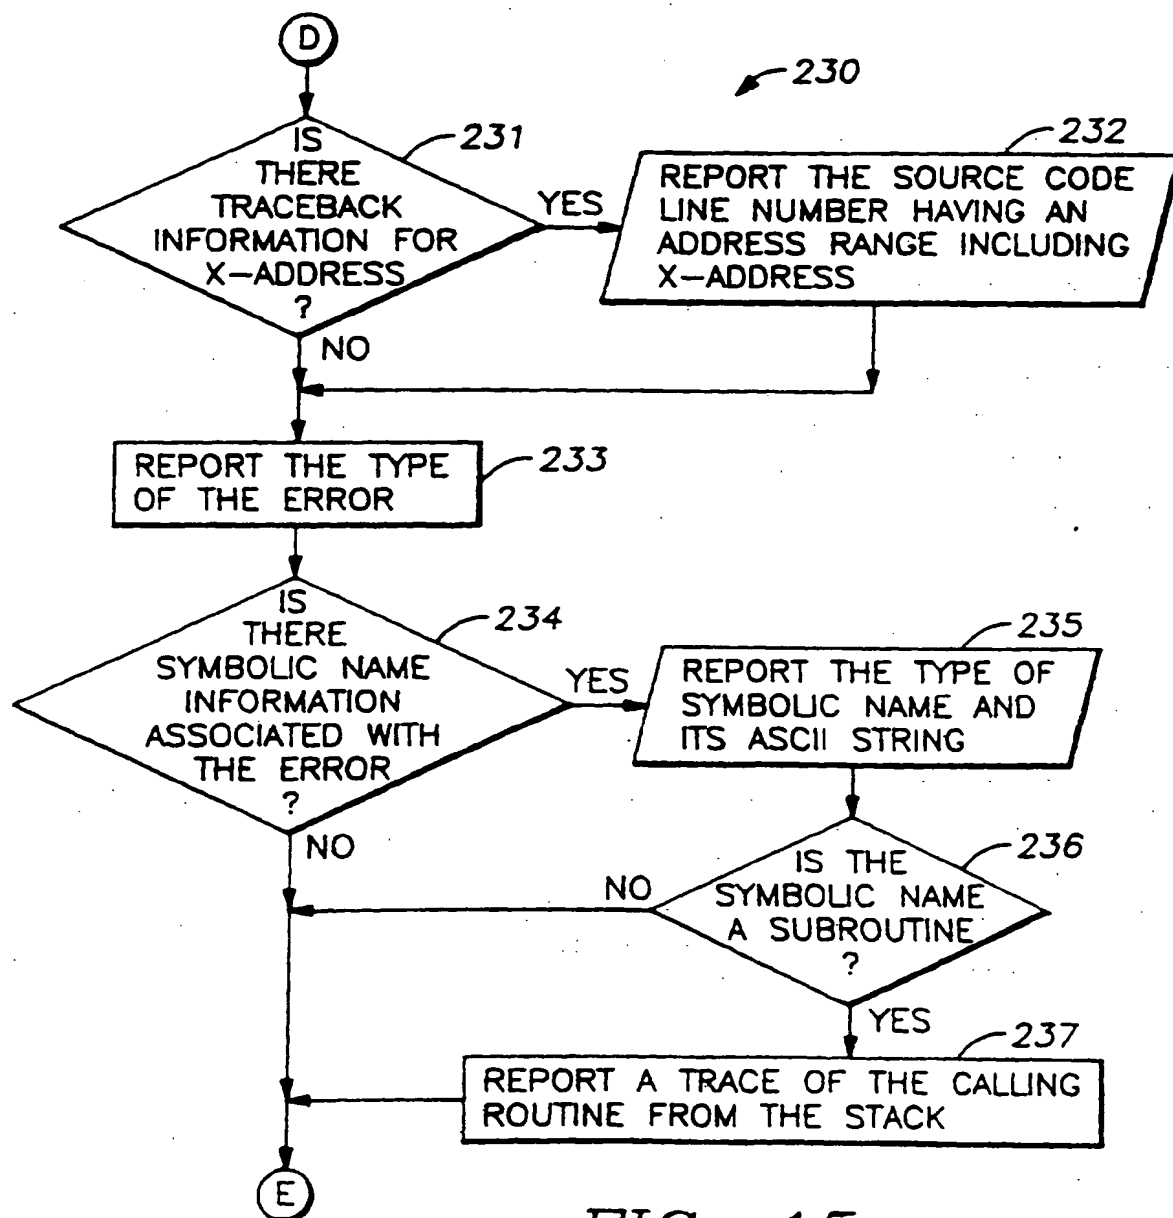 D
230
231
IS
THERE
TRACEBACK
INFORMATION FOR
X-ADDRESS
?
YES
232
REPORT THE SOURCE CODE
LINE NUMBER HAVING AN
ADDRESS RANGE INCLUDING
X-ADDRESS
NO
REPORT THE TYPE
OF THE ERROR
233
IS
THERE
SYMBOLIC NAME
INFORMATION
ASSOCIATED WITH
THE ERROR
?
234
YES
235
REPORT THE TYPE OF
SYMBOLIC NAME AND
ITS ASCII STRING
NO
236
IS THE
SYMBOLIC NAME
A SUBROUTINE
?
NO
YES
237
REPORT A TRACE OF THE CALLING
ROUTINE FROM THE STACK
E